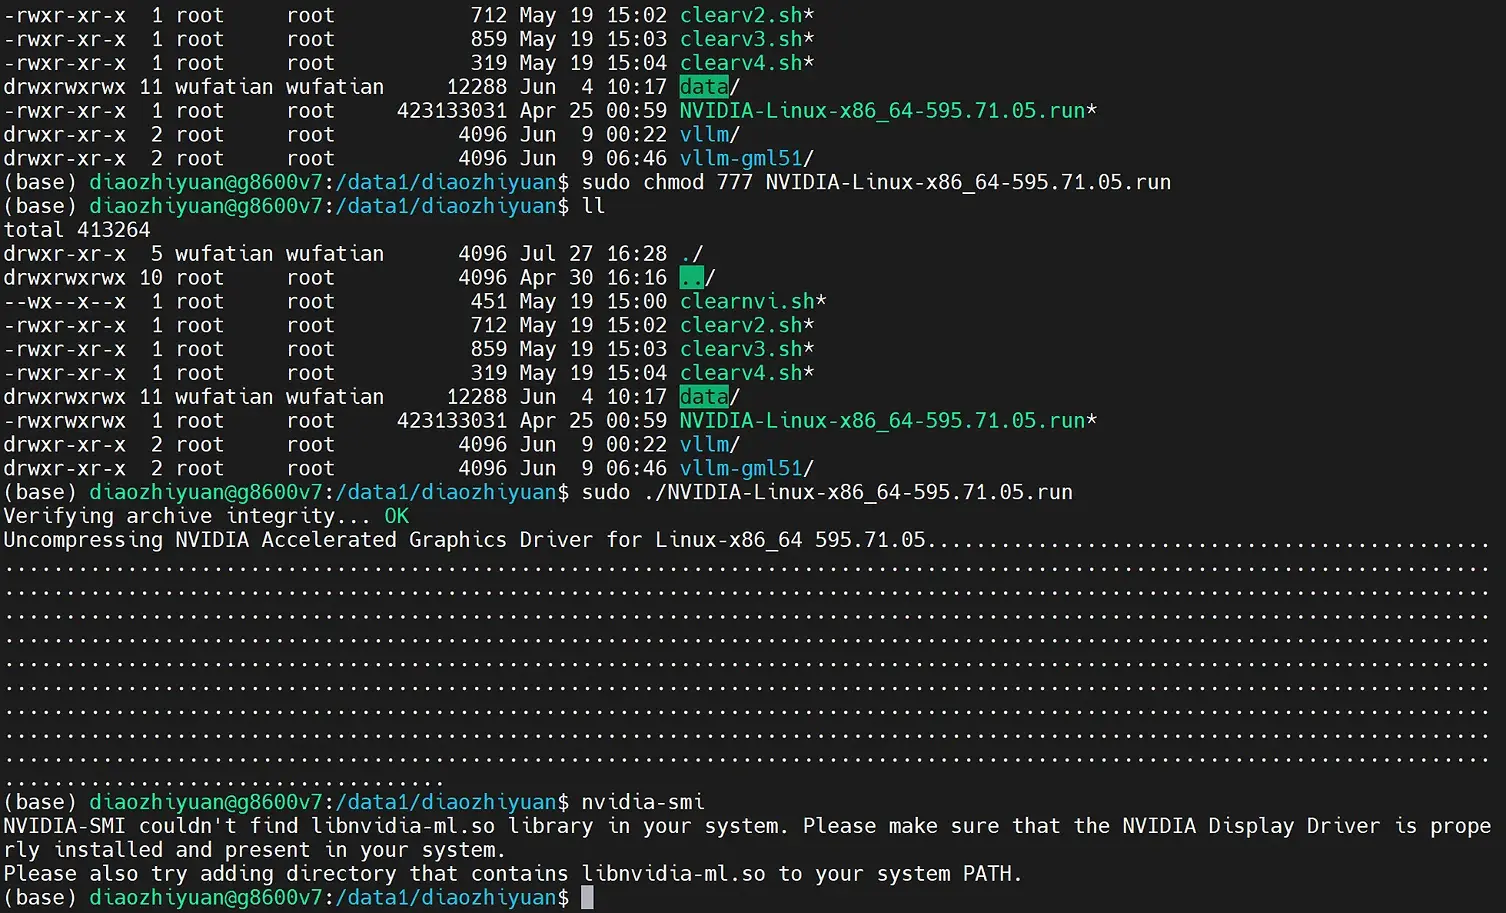 -rwxr-xr-x  1 root     root           712 May 19 15:02 clearv2.sh*
-rwxr-xr-x  1 root     root           859 May 19 15:03 clearv3.sh*
-rwxr-xr-x  1 root     root           319 May 19 15:04 clearv4.sh*
drwxrwxrwx 11 wufatian wufatian     12288 Jun  4 10:17 data/
-rwxr-xr-x  1 root     root     423133031 Apr 25 00:59 NVIDIA-Linux-x86_64-595.71.05.run*
drwxr-xr-x  2 root     root          4096 Jun  9 00:22 vllm/
drwxr-xr-x  2 root     root          4096 Jun  9 06:46 vllm-gml51/
(base) diaozhiyuan@g8600v7:/data1/diaozhiyuan$ sudo chmod 777 NVIDIA-Linux-x86_64-595.71.05.run
(base) diaozhiyuan@g8600v7:/data1/diaozhiyuan$ ll
total 413264
drwxr-xr-x  5 wufatian wufatian      4096 Jul 27 16:28 ./
drwxrwxrwx 10 root     root          4096 Apr 30 16:16 ../
--wx--x--x  1 root     root           451 May 19 15:00 clearnvi.sh*
-rwxr-xr-x  1 root     root           712 May 19 15:02 clearv2.sh*
-rwxr-xr-x  1 root     root           859 May 19 15:03 clearv3.sh*
-rwxr-xr-x  1 root     root           319 May 19 15:04 clearv4.sh*
drwxrwxrwx 11 wufatian wufatian     12288 Jun  4 10:17 data/
-rwxrwxrwx  1 root     root     423133031 Apr 25 00:59 NVIDIA-Linux-x86_64-595.71.05.run*
drwxr-xr-x  2 root     root          4096 Jun  9 00:22 vllm/
drwxr-xr-x  2 root     root          4096 Jun  9 06:46 vllm-gml51/
(base) diaozhiyuan@g8600v7:/data1/diaozhiyuan$ sudo ./NVIDIA-Linux-x86_64-595.71.05.run
Verifying archive integrity... OK
Uncompressing NVIDIA Accelerated Graphics Driver for Linux-x86_64 595.71.05..............................................
.........................................................................................................................
.........................................................................................................................
.........................................................................................................................
.........................................................................................................................
.........................................................................................................................
.........................................................................................................................
.........................................................................................................................
.........................................................................................................................
.........................................................................................................................
....................................
(base) diaozhiyuan@g8600v7:/data1/diaozhiyuan$ nvidia-smi
NVIDIA-SMI couldn't find libnvidia-ml.so library in your system. Please make sure that the NVIDIA Display Driver is prope
rly installed and present in your system.
Please also try adding directory that contains libnvidia-ml.so to your system PATH.
(base) diaozhiyuan@g8600v7:/data1/diaozhiyuan$